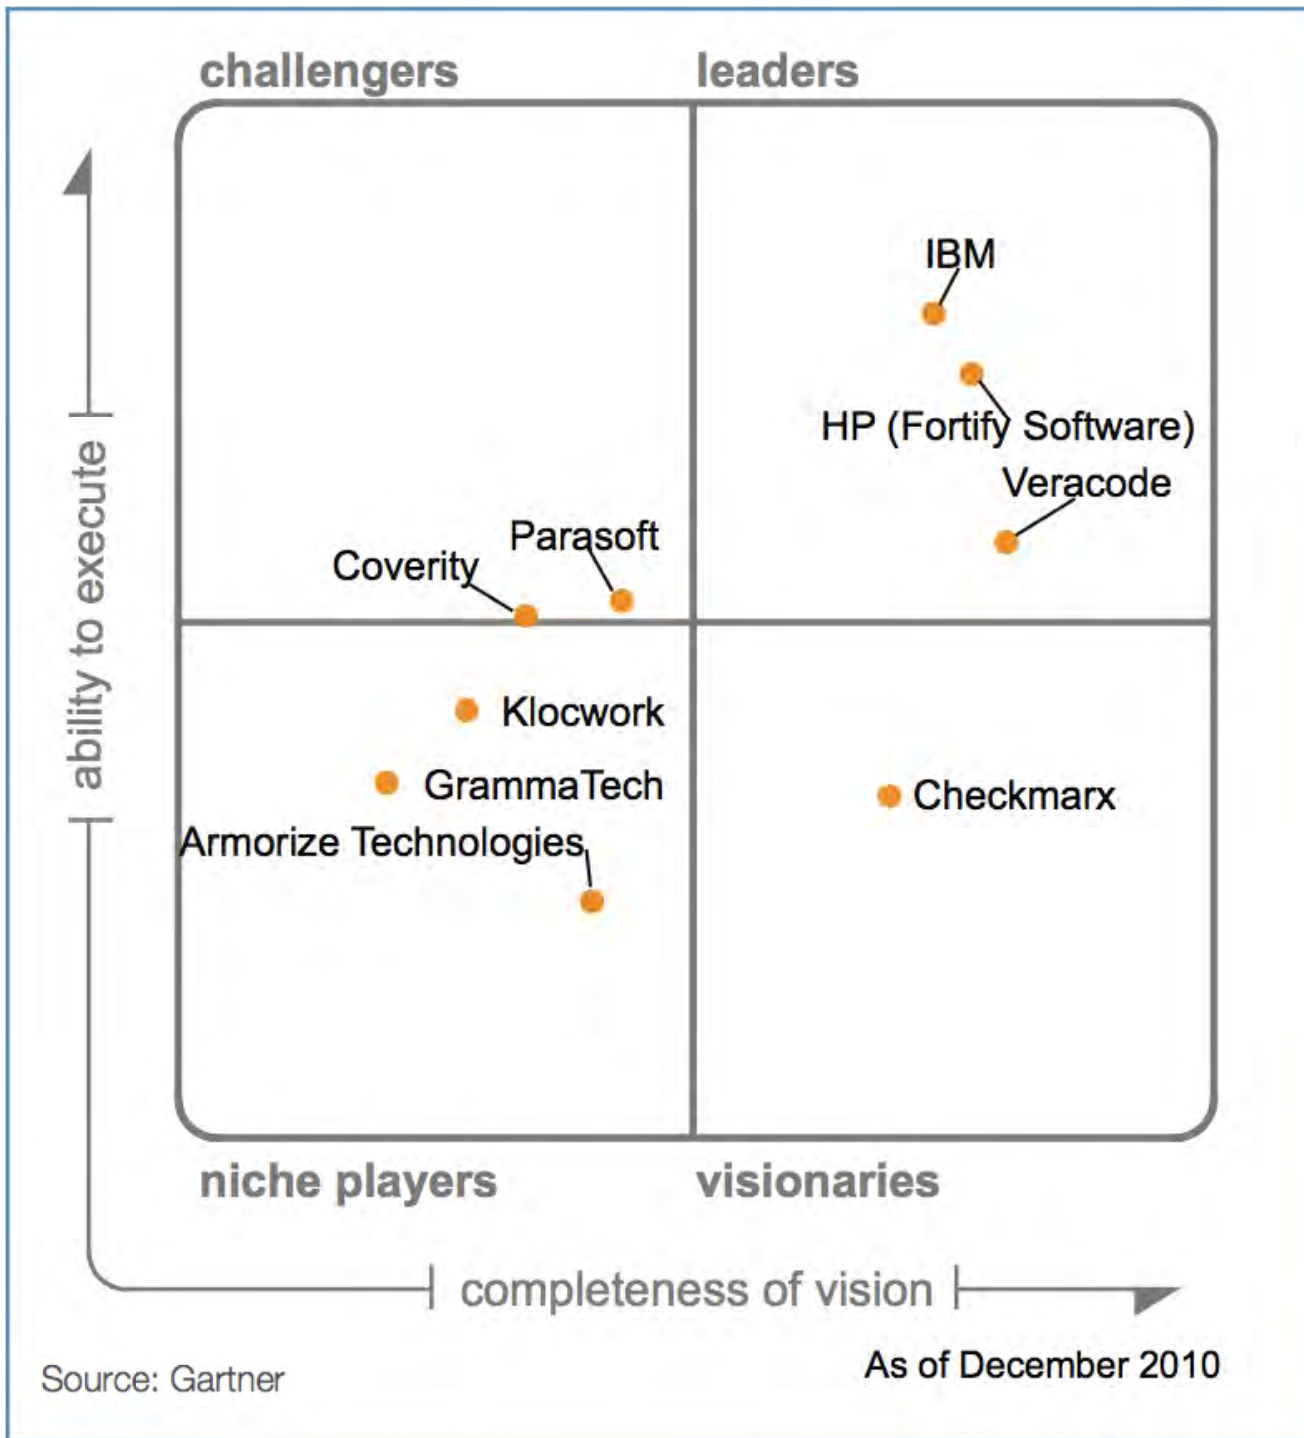 challengers
leaders
IBM
HP (Fortify Software)
Veracode
Parasoft
Coverity
ability to execute
Klocwork
GrammaTech
Checkmarx
Armorize Technologies
niche players
visionaries
completeness of vision
As of December 2010
Source: Gartner